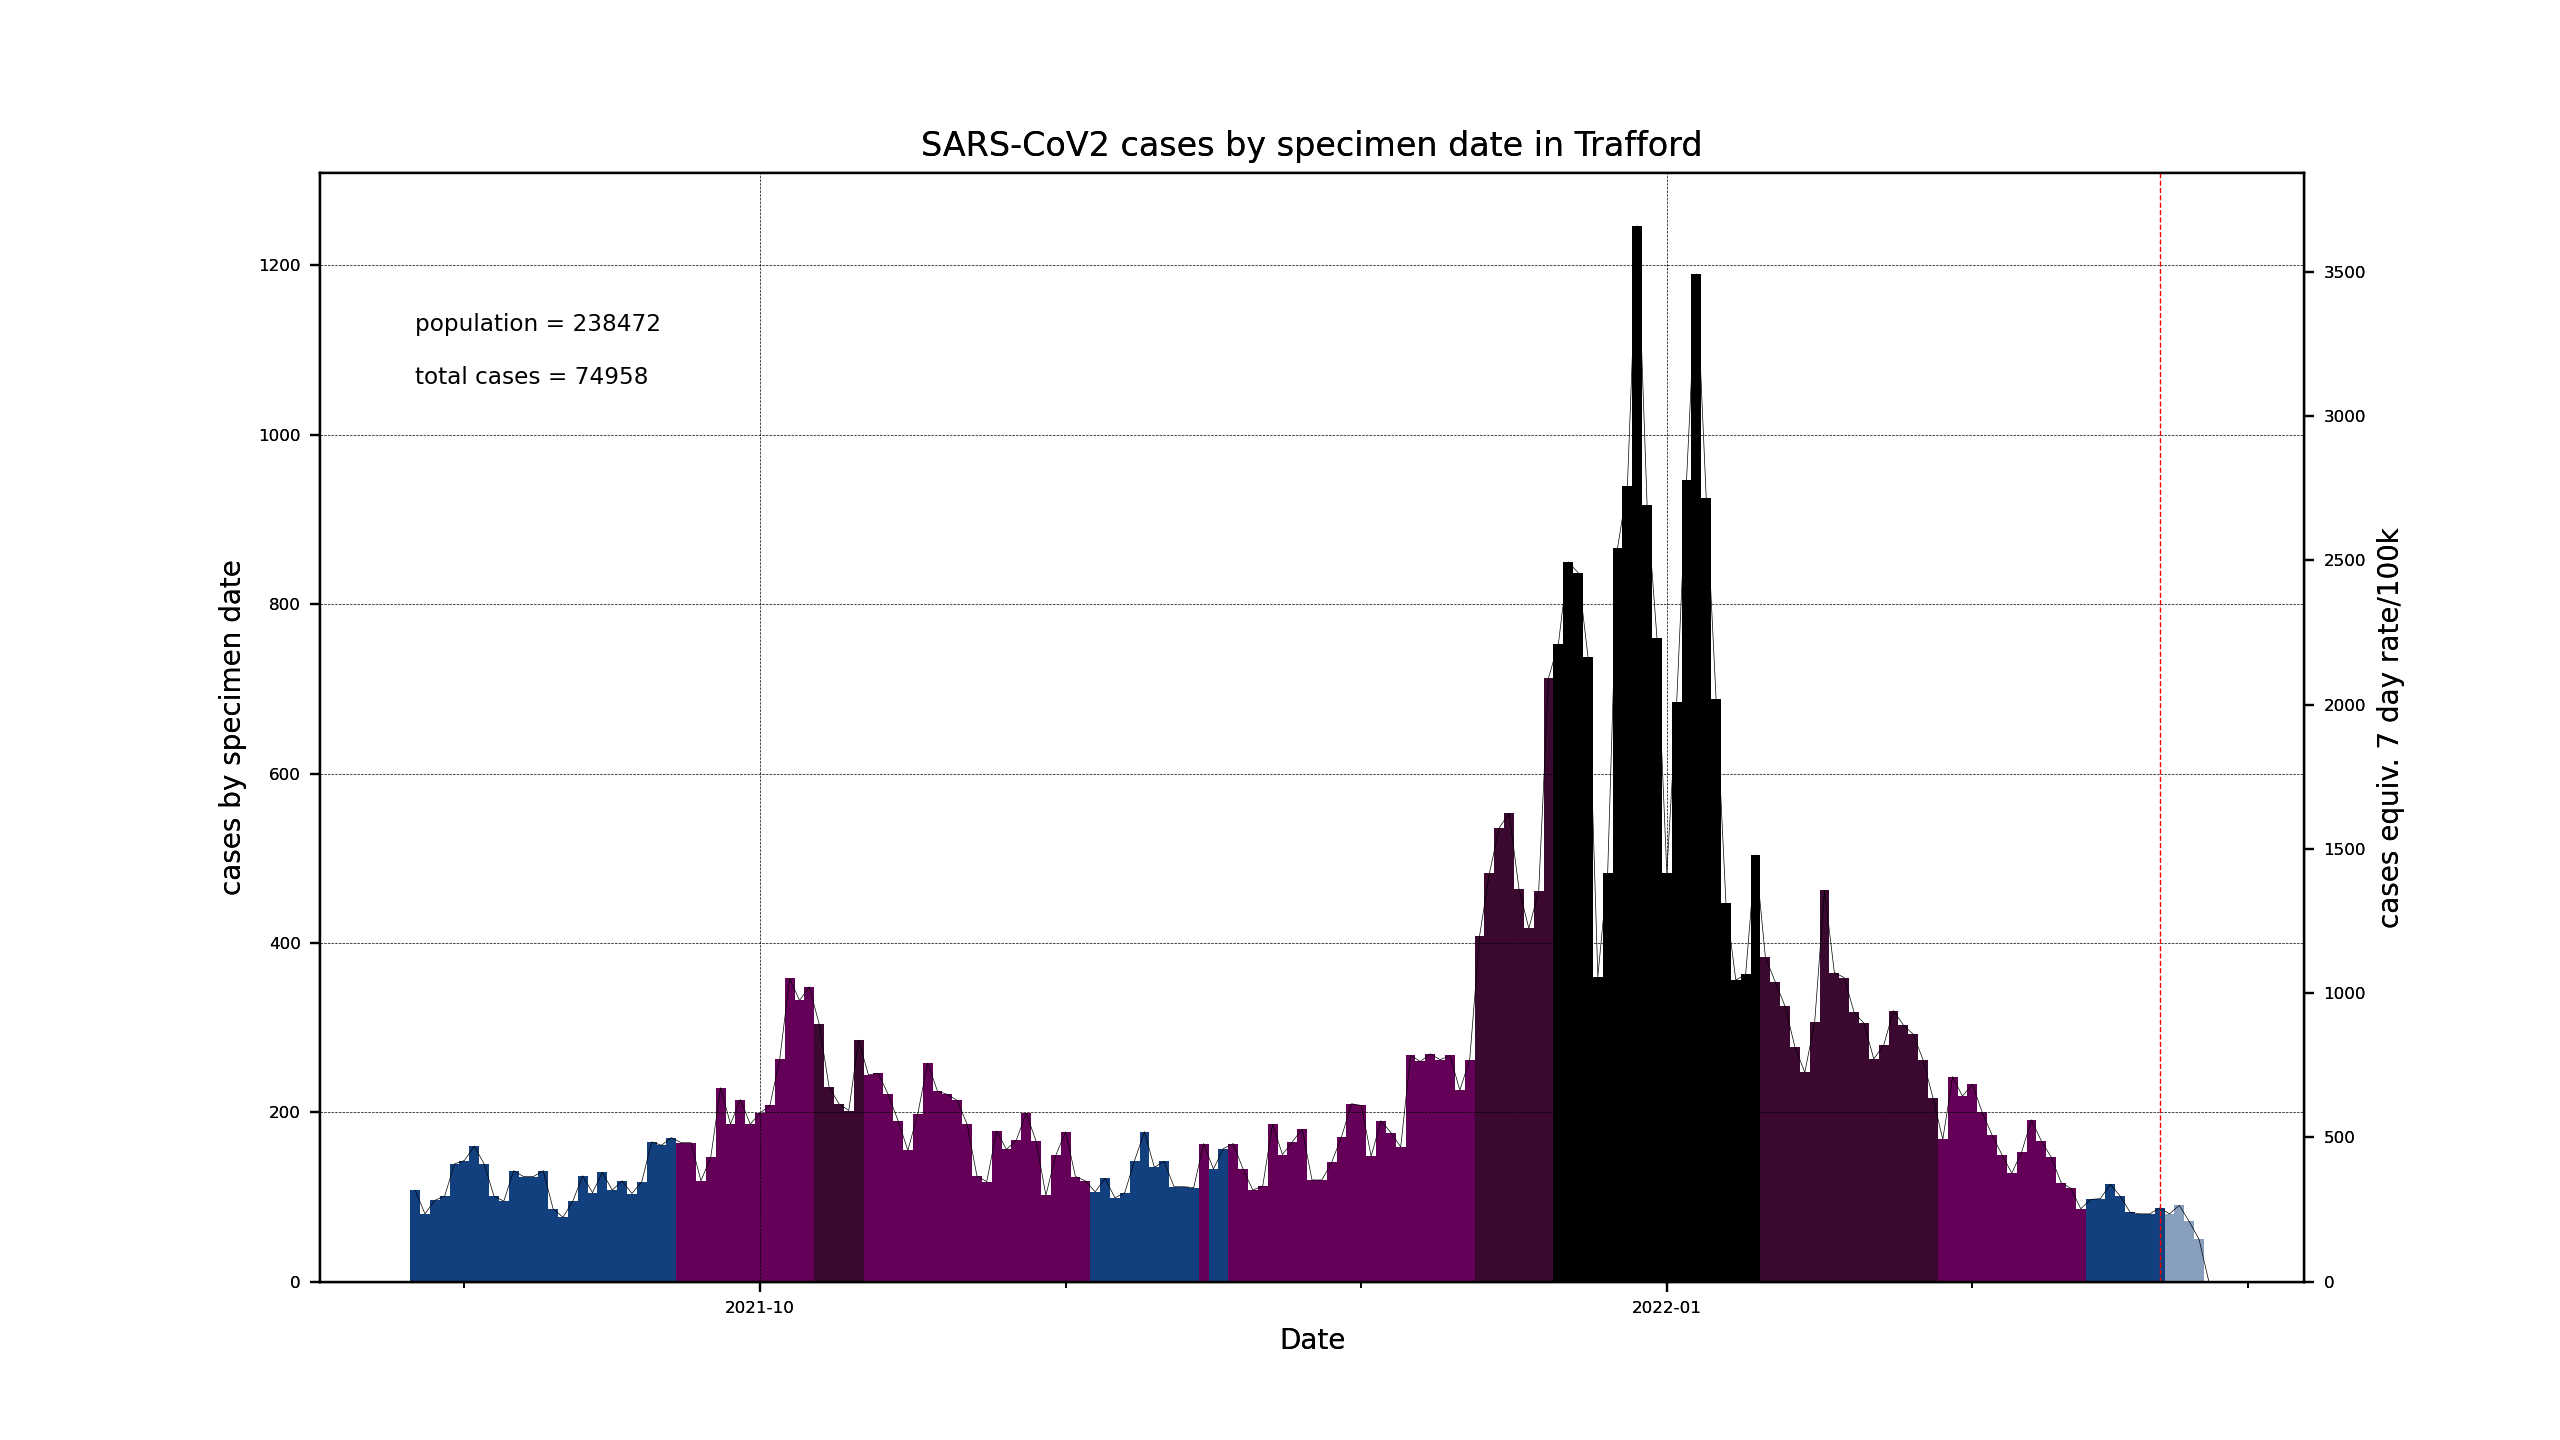 SARS-CoV2 cases by specimen date in Trafford
population = 238472
total cases = 74958
cases by specimen date
1200
1000
800
600
400
200
0
3500
3000
2500
2000
1500
1000
500
0
cases equiv. 7 day rate/100k
2021-10
2022-01
Date